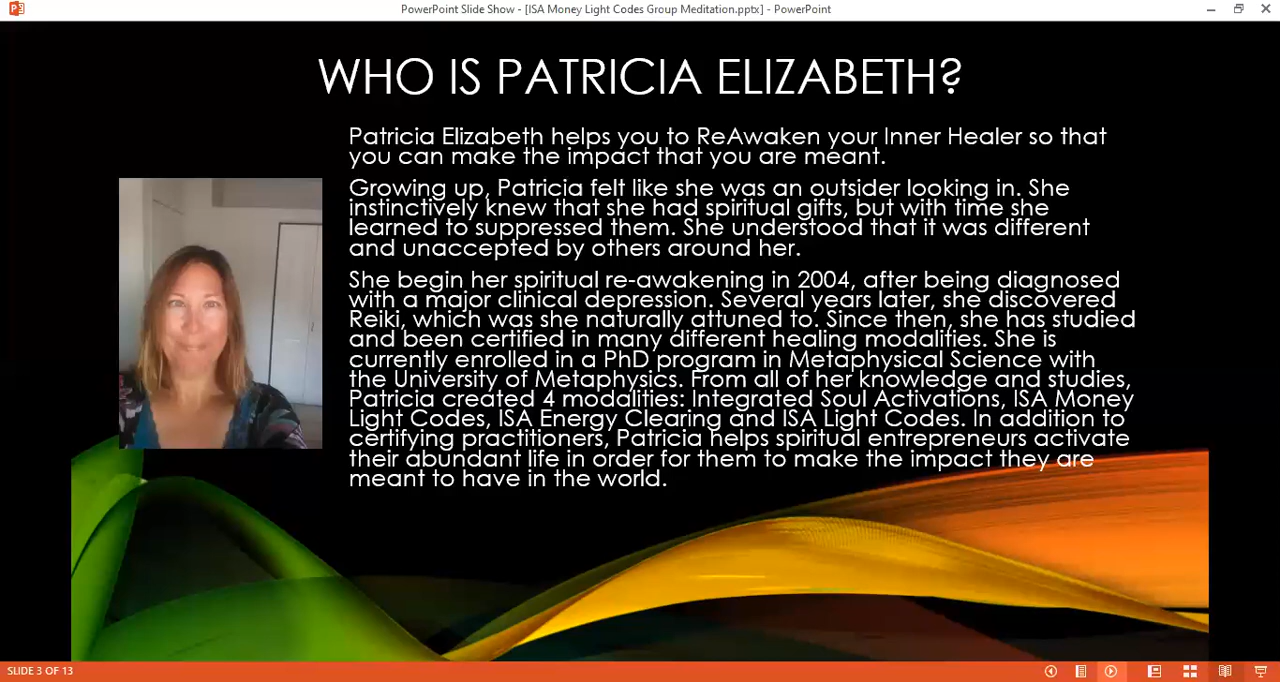 PowerPoint Slide Show - [ISA Money Light Codes Group Meditation.pptx] - PowerPoint
WHO IS PATRICIA ELIZABETH?
Patricia Elizabeth helps you to ReAwaken your Inner Healer so that
you can make the impact that you are meant.
Growing up, Patricia felt like she was an outsider looking in. She
instinctively knew that she had spiritual gifts, but with time she
learned to suppressed them. She understood that it was different
and unaccepted by others around her.
She begin her spiritual re-awakening in 2004, after being diagnosed
with a major clinical depression. Several years later, she discovered
Reiki, which was she naturally attuned to. Since then, she has studied
and been certified in many different healing modalities. She is
currently enrolled in a PhD program in Metaphysical Science with
the University of Metaphysics. From all of her knowledge and studies,
Patricia created 4 modalities: Integrated Soul Activations, ISA Money
Light Codes, ISA Energy Clearing and ISA Light Codes. In addition to
certifying practitioners, Patricia helps spiritual entrepreneurs activate
their abundant life in order for them to make the impact they are
meant to have in the world.
SLIDE 3 OF 13